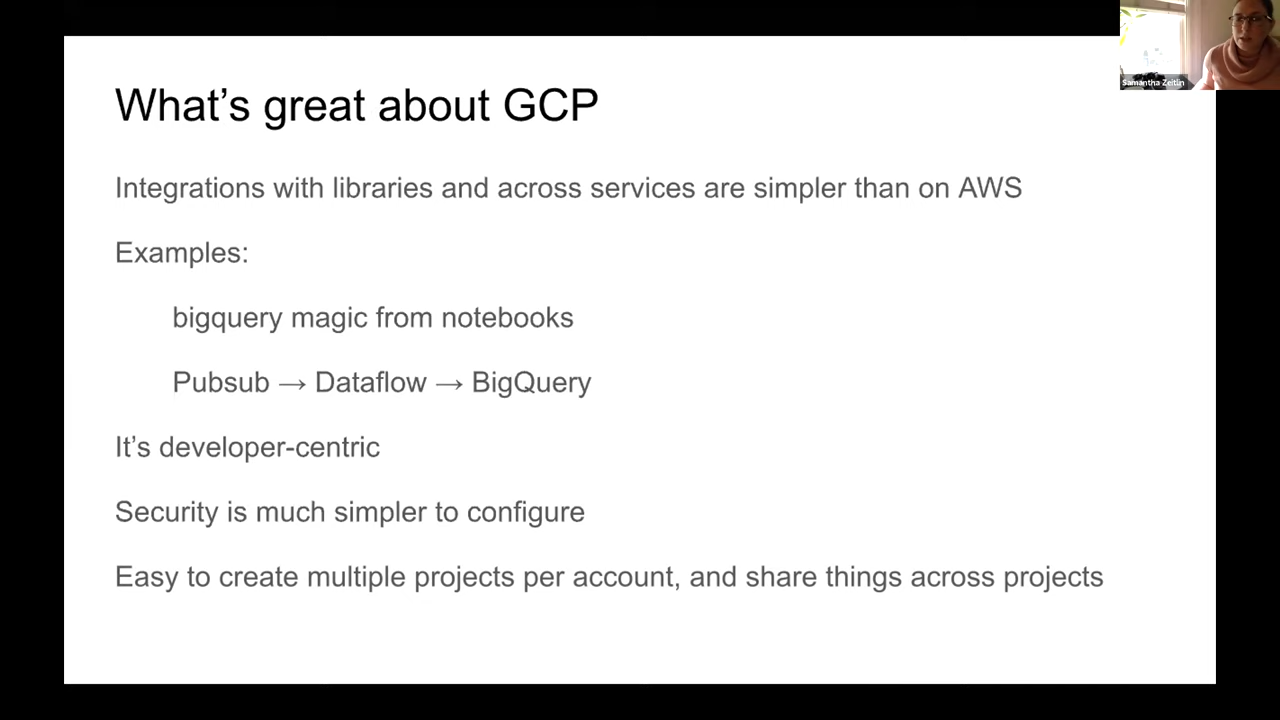 Samantha Zeitlin
What's great about GCP
Integrations with libraries and across services are simpler than on AWS
Examples:
bigquery magic from notebooks
Pubsub → Dataflow → BigQuery
It's developer-centric
Security is much simpler to configure
Easy to create multiple projects per account, and share things across projects